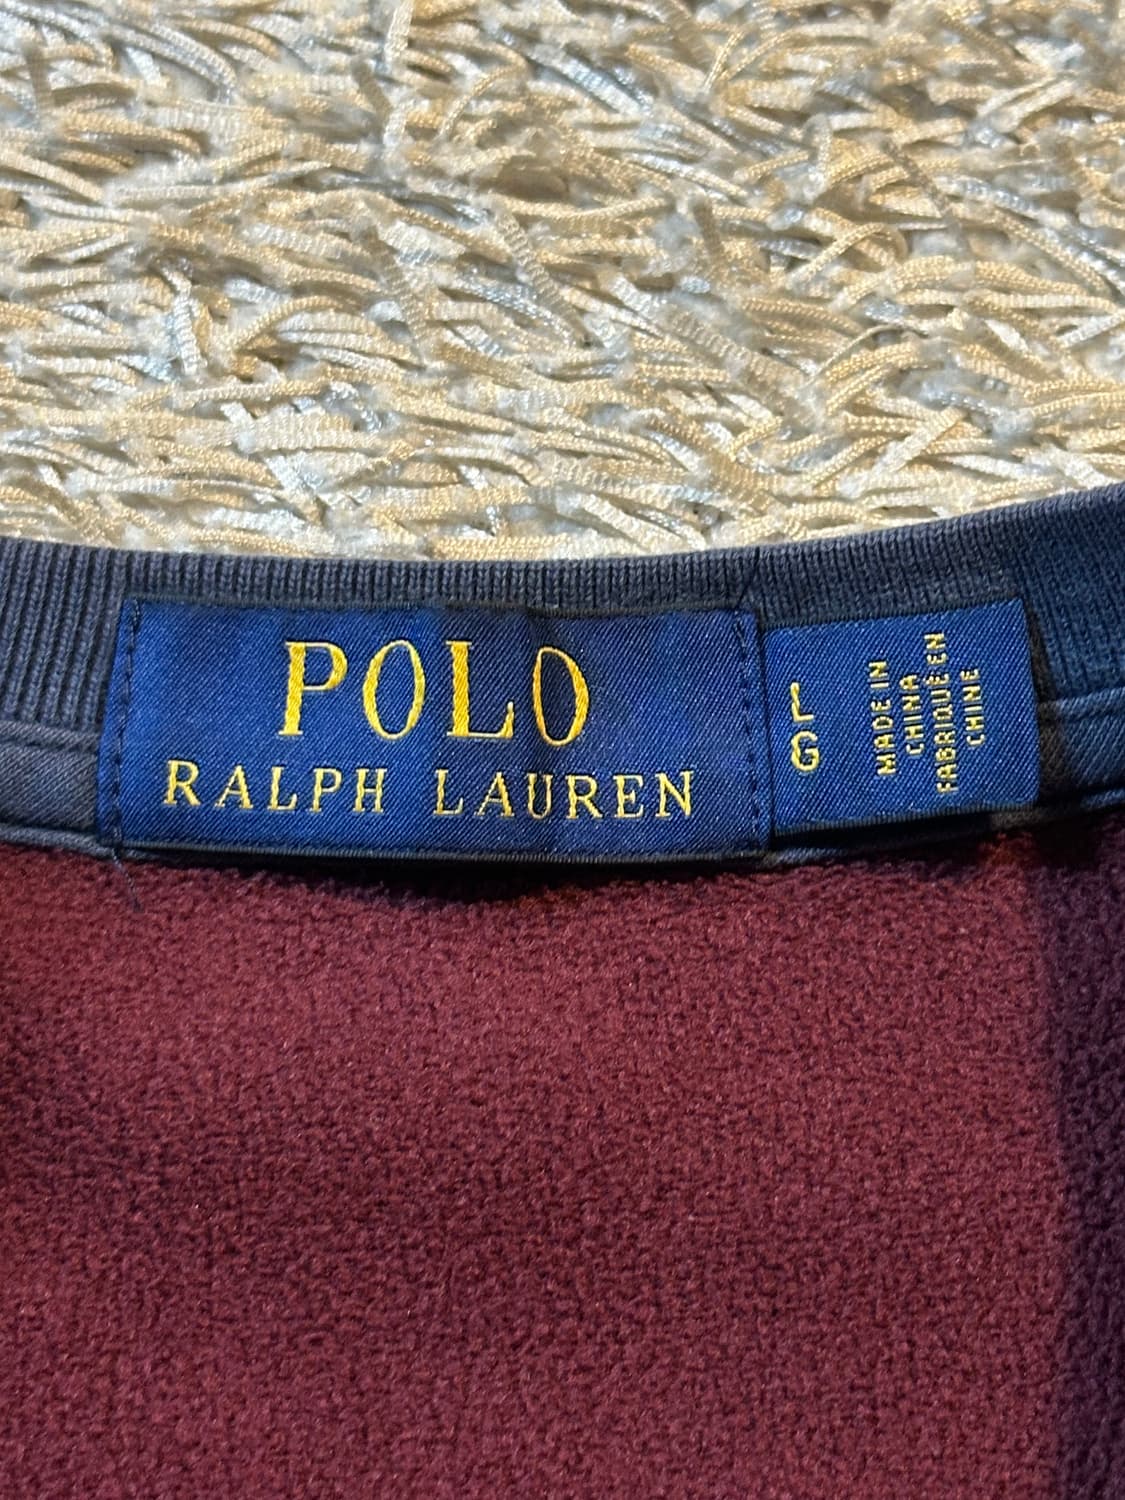 POLO
RALPH LAUREN
L
G
MADE IN
CHINA
FABRIQUÉ EN
CHINE